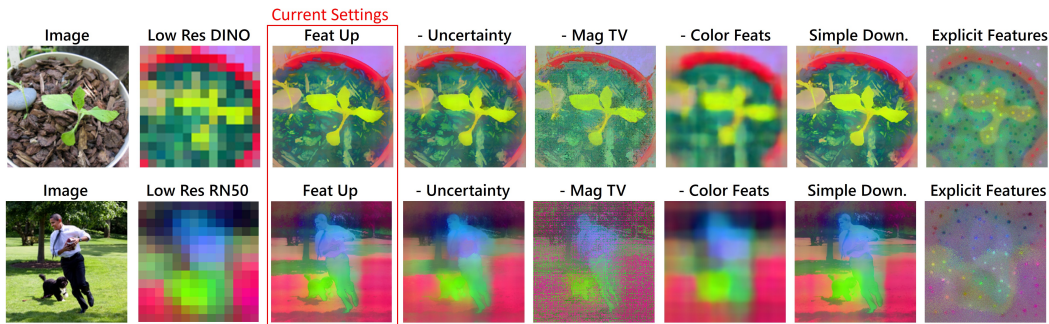 Current Settings
Image Low Res DINO Feat Up - Uncertainty - Mag TV - Color Feats Simple Down. Explicit Features
Image Low Res RN50 Feat Up - Uncertainty - Mag TV - Color Feats Simple Down. Explicit Features